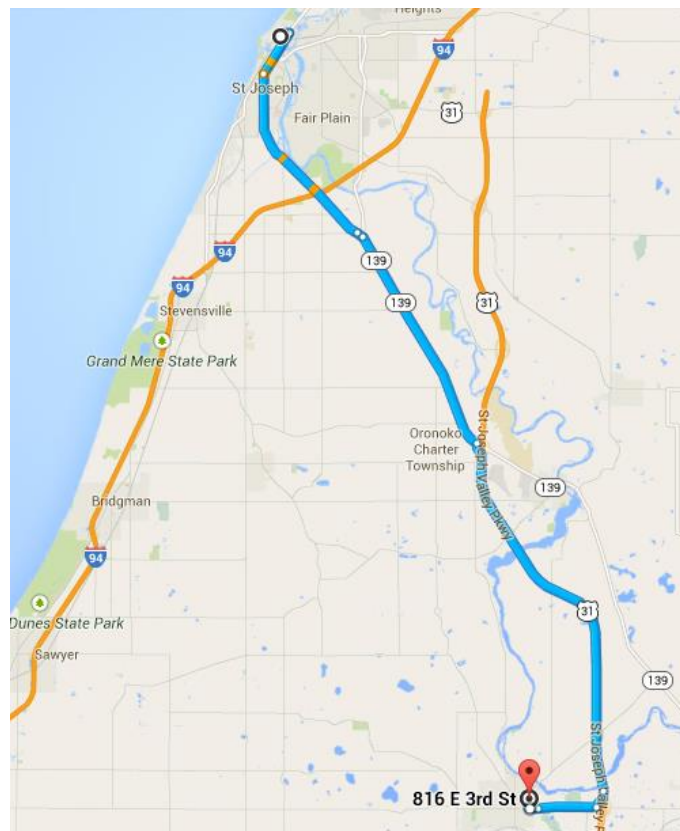 Heights
94
St Joseph
31
Fair Plain
139
94
139
94
31
Stevensville
Grand Mere State Park
St Joseph Valley Pkwy
Oronoko
Charter
Township
139
Bridgman
94
31
Dunes State Park
Sawyer
139
St Joseph Valley P
816 E 3rd St